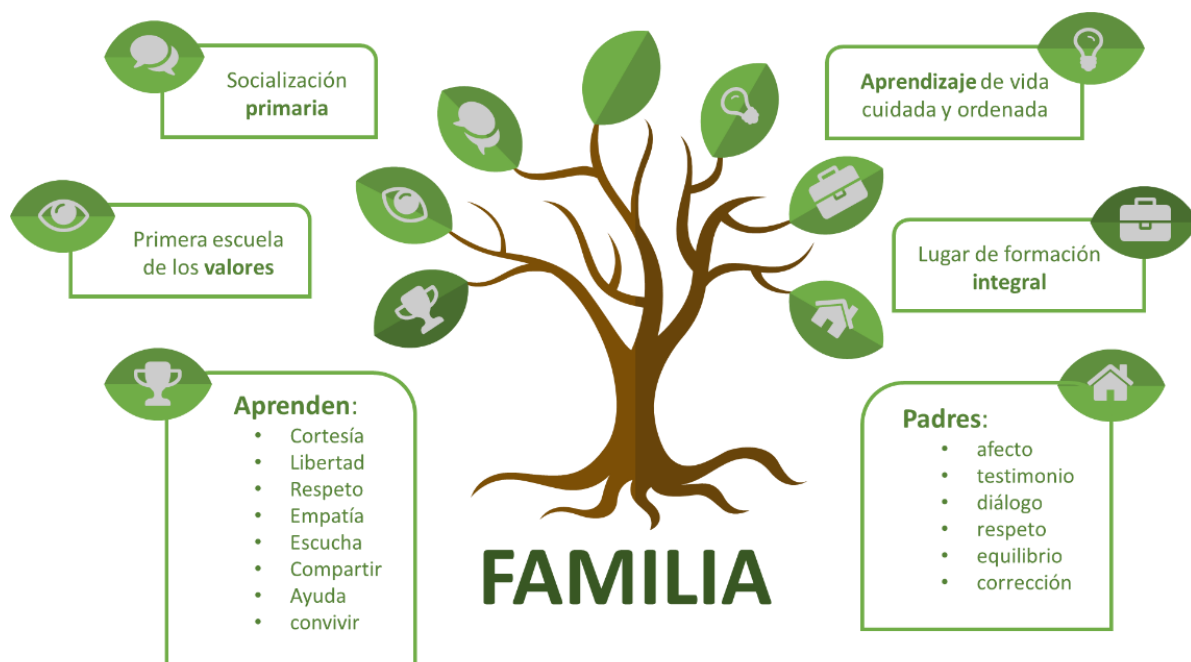 Socialización
primaria
Primera escuela
de los valores
Aprenden:
• Cortesía
• Libertad
• Respeto
• Empatía
• Escucha
• Compartir
• Ayuda
• convivir
FAMILIA
Aprendizaje de vida
cuidada y ordenada
Lugar de formación
integral
Padres:
• afecto
• testimonio
• diálogo
• respeto
• equilibrio
• corrección